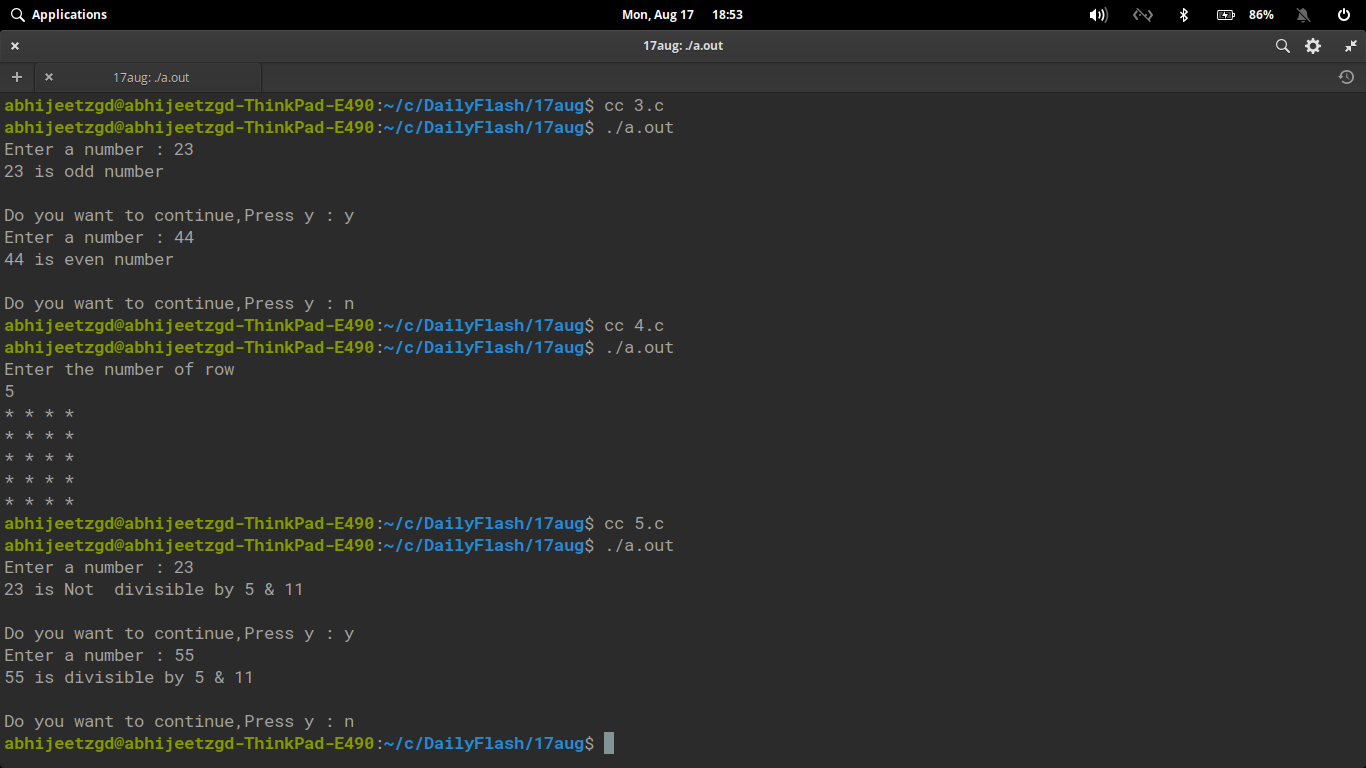 Applications Mon, Aug 17 18:53 86%
17aug: ./a.out
17aug: ./a.out
abhijeetzgd@abhijeetzgd-ThinkPad-E490:~/c/DailyFlash/17aug$ cc 3.c
abhijeetzgd@abhijeetzgd-ThinkPad-E490:~/c/DailyFlash/17aug$ ./a.out
Enter a number : 23
23 is odd number

Do you want to continue,Press y : y
Enter a number : 44
44 is even number

Do you want to continue,Press y : n
abhijeetzgd@abhijeetzgd-ThinkPad-E490:~/c/DailyFlash/17aug$ cc 4.c
abhijeetzgd@abhijeetzgd-ThinkPad-E490:~/c/DailyFlash/17aug$ ./a.out
Enter the number of row
5
* * * *
* * * *
* * * *
* * * *
* * * *
abhijeetzgd@abhijeetzgd-ThinkPad-E490:~/c/DailyFlash/17aug$ cc 5.c
abhijeetzgd@abhijeetzgd-ThinkPad-E490:~/c/DailyFlash/17aug$ ./a.out
Enter a number : 23
23 is Not  divisible by 5 & 11

Do you want to continue,Press y : y
Enter a number : 55
55 is divisible by 5 & 11

Do you want to continue,Press y : n
abhijeetzgd@abhijeetzgd-ThinkPad-E490:~/c/DailyFlash/17aug$